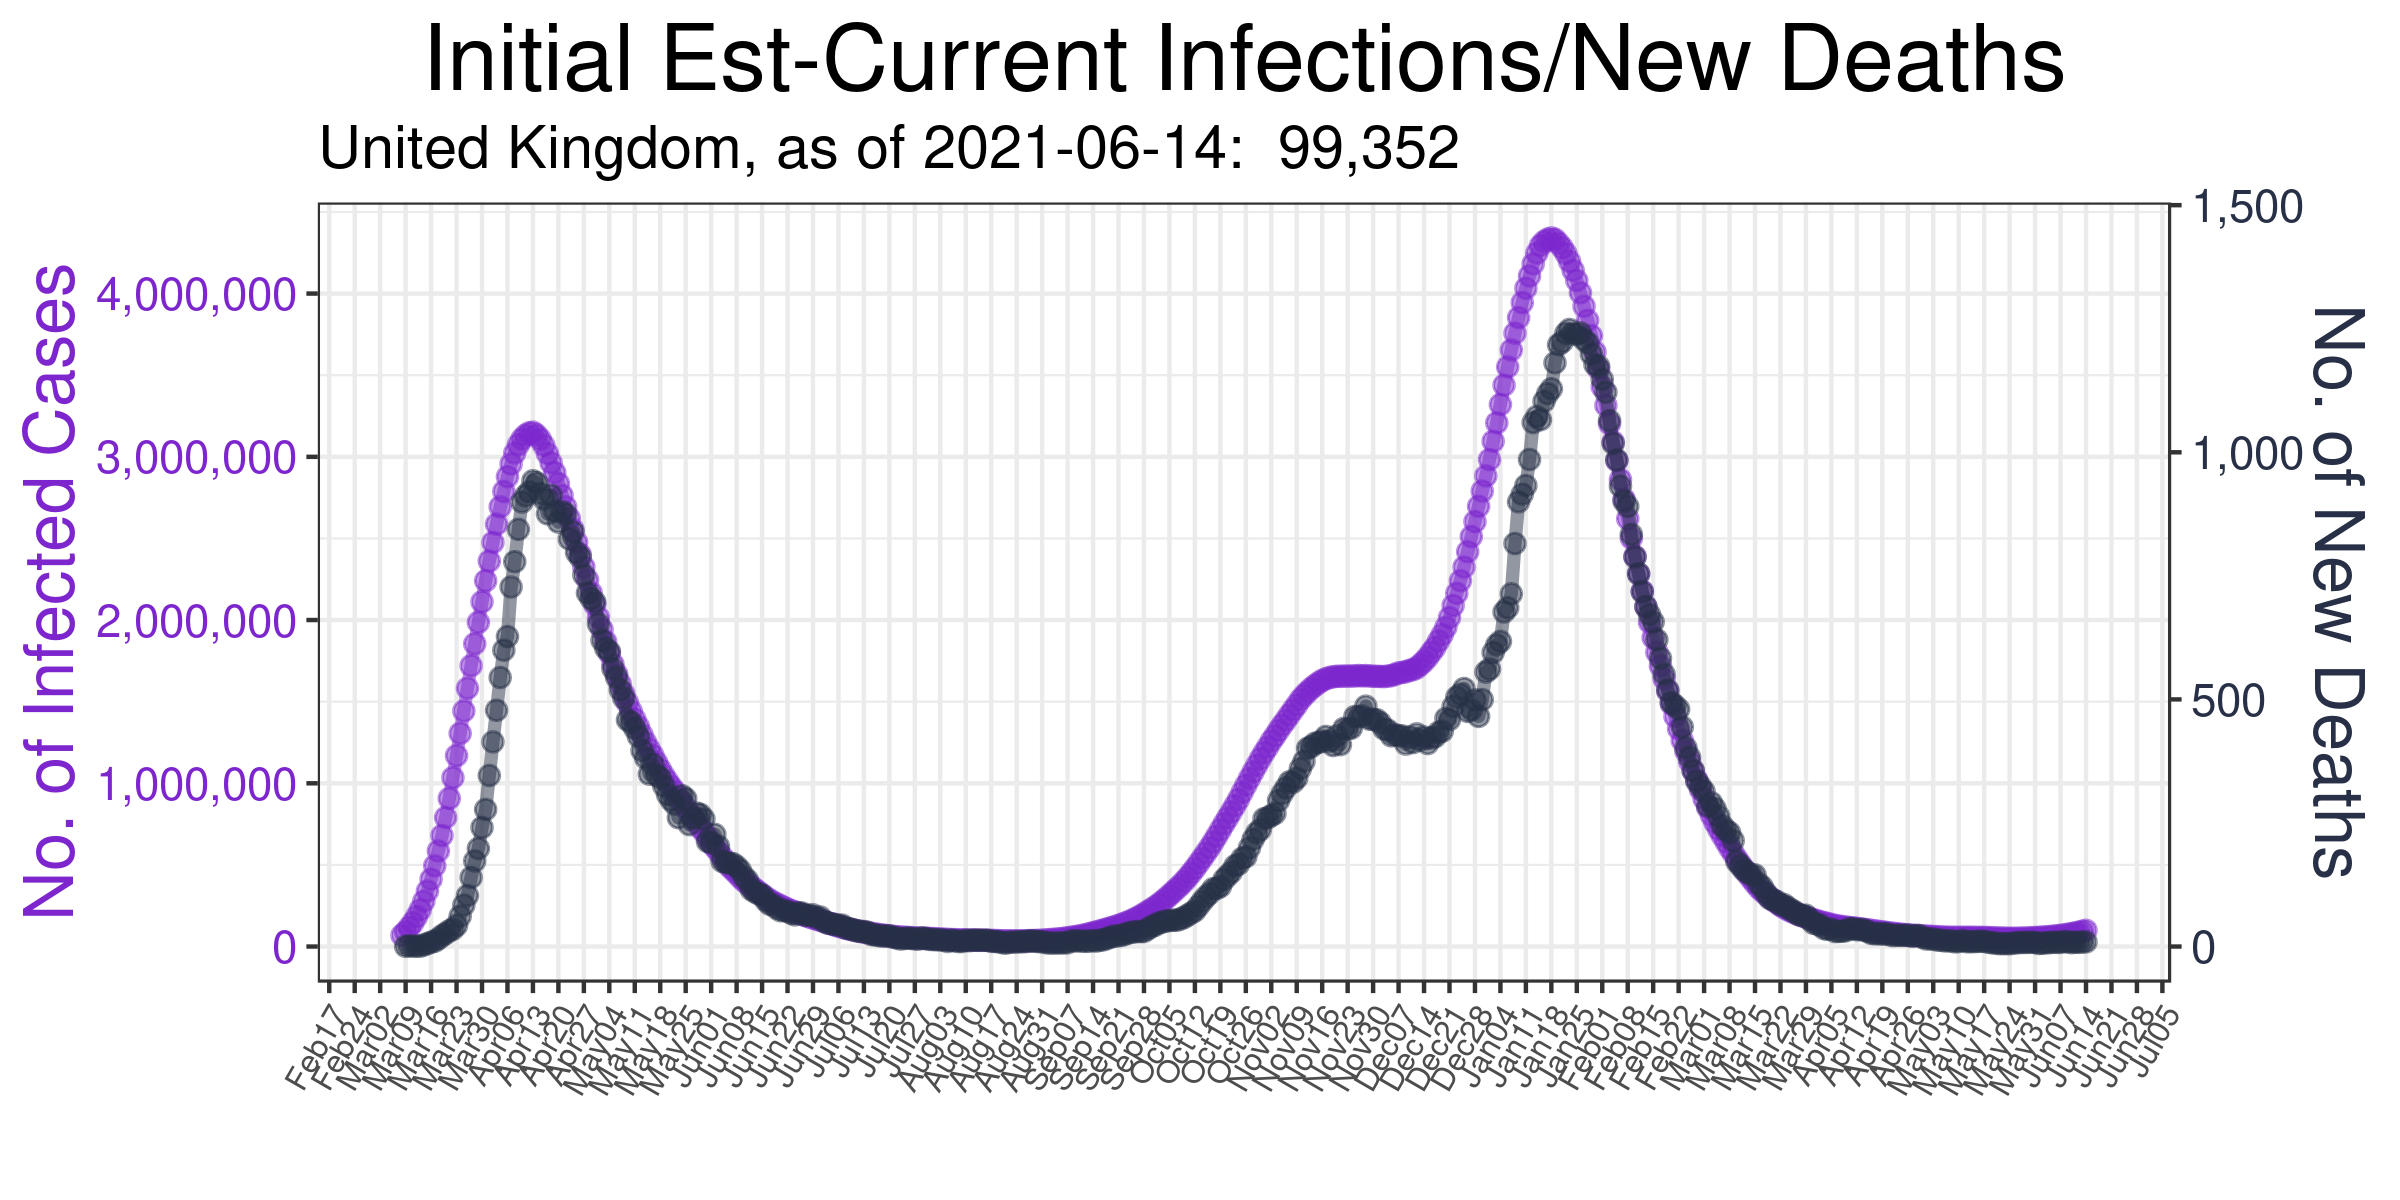 Initial Est-Current Infections/New Deaths
United Kingdom, as of 2021-06-14: 99,352
No. of Infected Cases
4,000,000
3,000,000
2,000,000
1,000,000
0
1,500
1,000
500
0
No. of New Deaths
Feb17
Feb24
Mar02
Mar09
Mar16
Mar23
Mar30
Apr06
Apr13
Apr20
Apr27
May04
May11
May18
May25
Jun01
Jun08
Jun15
Jun22
Jun29
Jul06
Jul13
Jul20
Jul27
Aug03
Aug10
Aug17
Aug24
Aug31
Sep07
Sep14
Sep21
Sep28
Oct05
Oct12
Oct19
Oct26
Nov02
Nov09
Nov16
Nov23
Nov30
Dec07
Dec14
Dec21
Dec28
Jan04
Jan11
Jan18
Jan25
Feb01
Feb08
Feb15
Feb22
Mar01
Mar08
Mar15
Mar22
Mar29
Apr05
Apr12
Apr19
Apr26
May03
May10
May17
May24
May31
Jun07
Jun14
Jun21
Jun28
Jul05